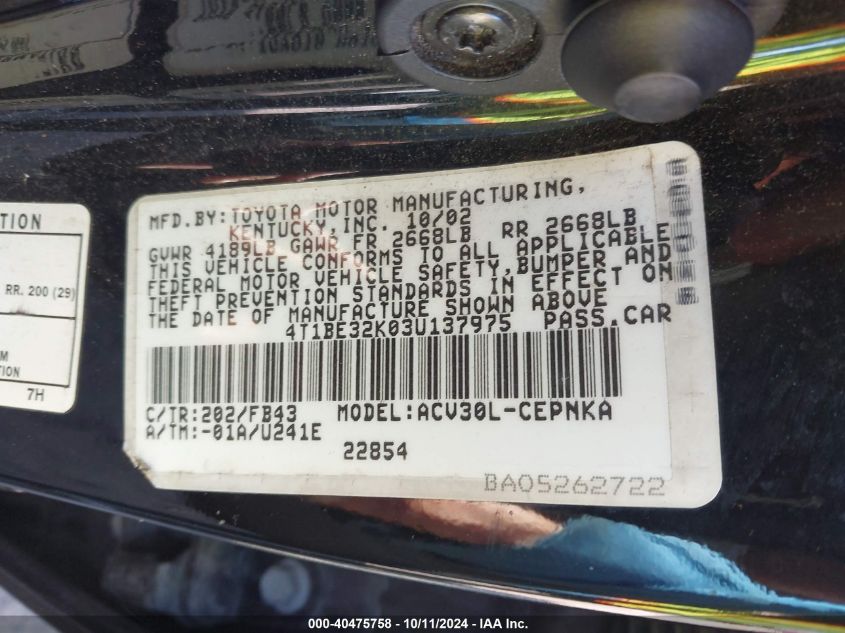 TION
RR. 200 (29)
M
TION
7H
MFD.BY:TOYOTA MOTOR MANUFACTURING,
KENTUCKY,INC. 10/02
GVWR 4189LB GAWR FR 2668LB RR 2668LB
THIS VEHICLE CONFORMS TO ALL APPLICABLE
FEDERAL MOTOR VEHICLE SAFETY,BUMPER AND
THEFT PREVENTION STANDARDS IN EFFECT ON
THE DATE OF MANUFACTURE SHOWN ABOVE
4T1BE32K03U137975 PASS.CAR
C/TR:202/FB43 MODEL:ACV30L-CEPNKA
A/TM:-01A/U241E
22854
BAO5262722
000-40475758 - 10/11/2024 - © IAA Inc.